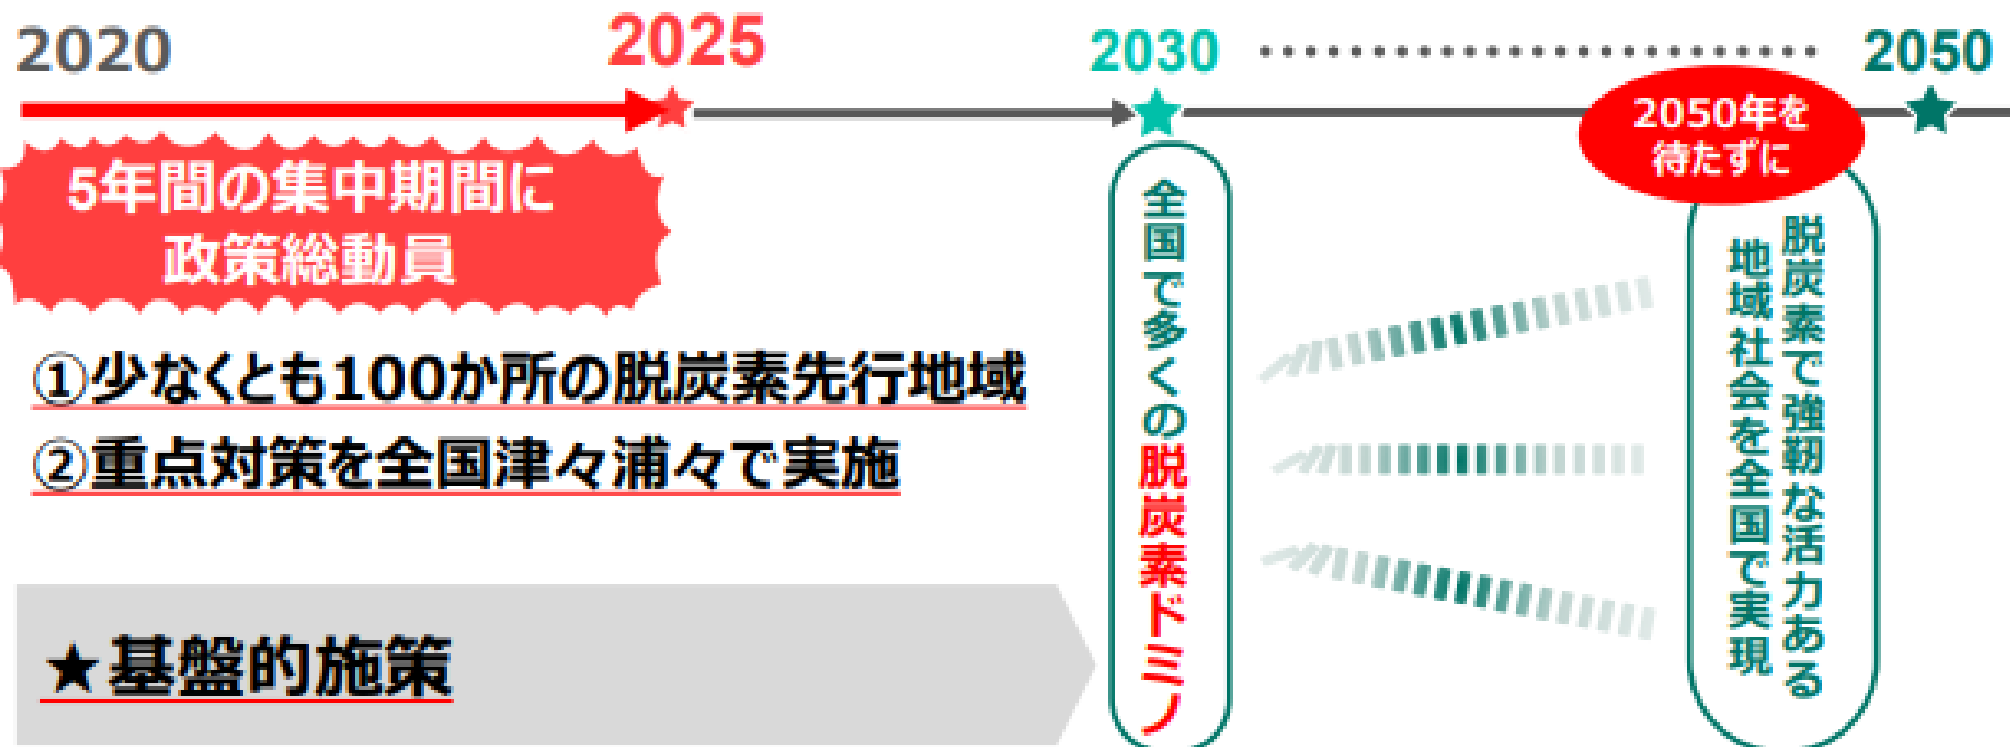 2020
2025
2030
2050
5年間の集中期間に
政策総動員
①少なくとも100か所の脱炭素先行地域
②重点対策を全国津々浦々で実施
★基盤的施策
全国で多くの脱炭素ドミノ
2050年を
待たずに
脱炭素で強靭な活力ある
地域社会を全国で実現